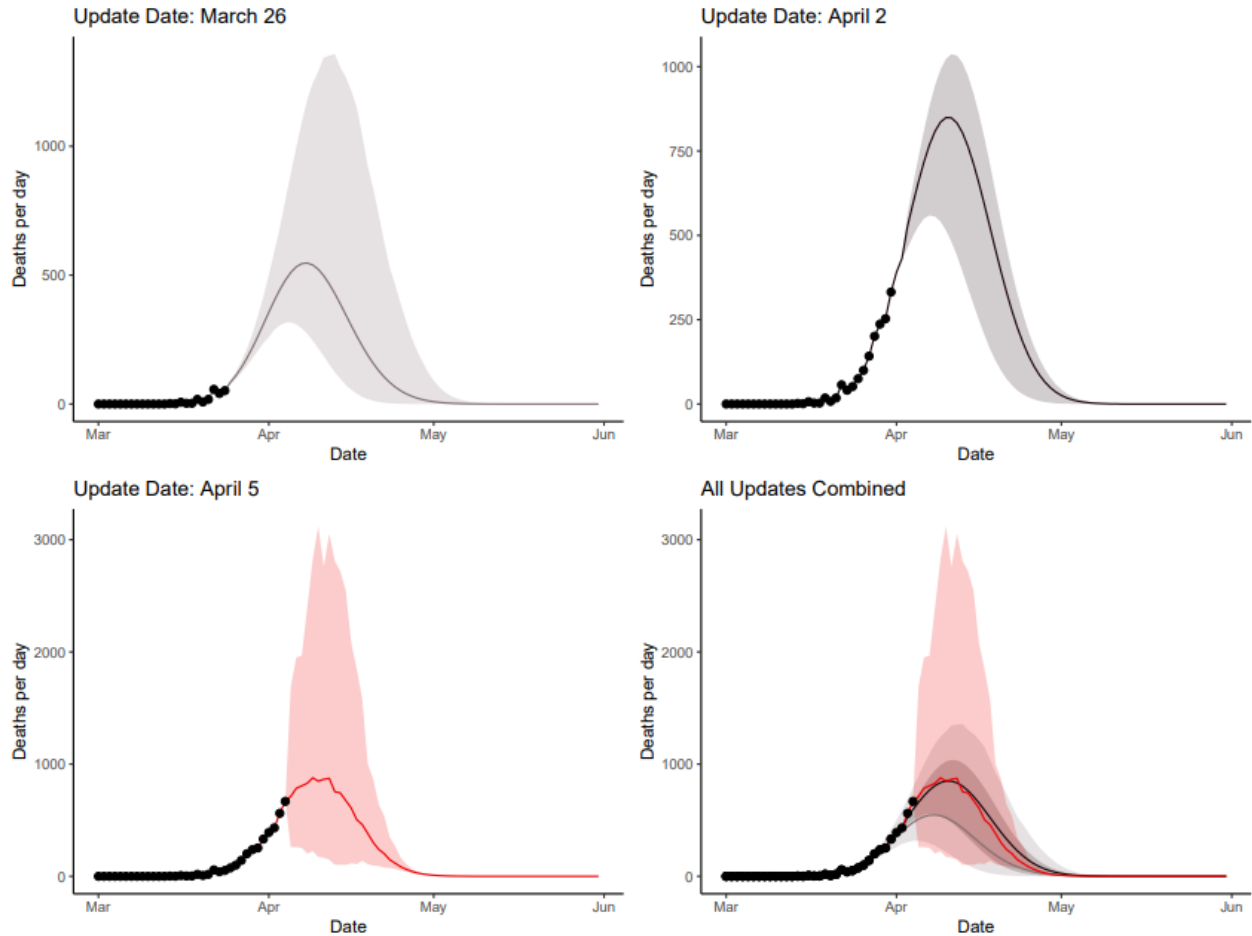 Update Date: March 26
Deaths per day
1000
500
0
Mar
Apr
May
Jun
Date
Update Date: April 2
Deaths per day
1000
750
500
250
0
Mar
Apr
May
Jun
Date
Update Date: April 5
Deaths per day
3000
2000
1000
0
Mar
Apr
May
Jun
Date
All Updates Combined
Deaths per day
3000
2000
1000
0
Mar
Apr
May
Jun
Date